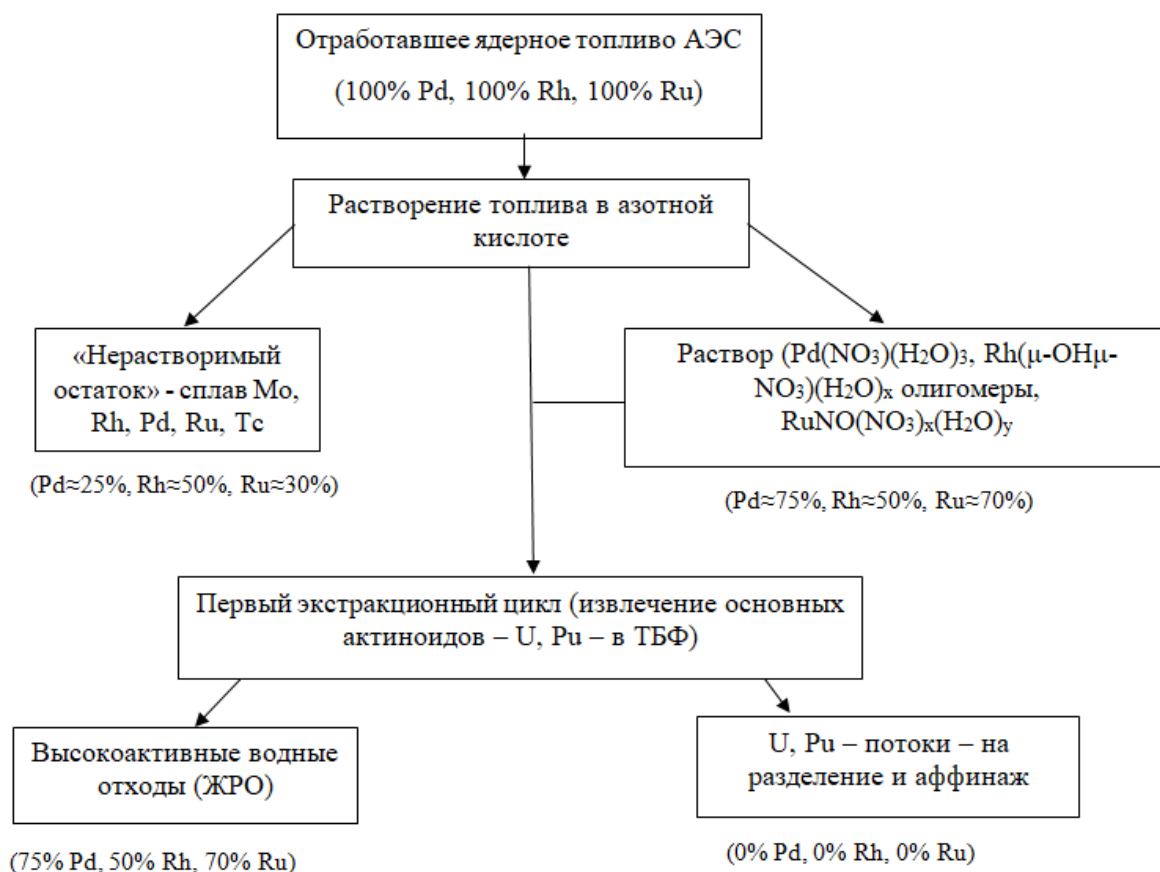 Отработавшее ядерное топливо АЭС
(100% Pd, 100% Rh, 100% Ru)
Растворение топлива в азотной
кислоте
«Нерастворимый
остаток» - сплав Mo,
Rh, Pd, Ru, Tc
(Pd≈25%, Rh≈50%, Ru≈30%)
Раствор (Pd(NO₃)(H₂O)₃, Rh(μ-OHμ-
NO₃)(H₂O)ₓ олигомеры,
RuNO(NO₃)ₓ(H₂O)ᵧ
(Pd≈75%, Rh≈50%, Ru≈70%)
Первый экстракционный цикл (извлечение основных
актиноидов – U, Pu – в ТБФ)
Высокоактивные водные
отходы (ЖРО)
(75% Pd, 50% Rh, 70% Ru)
U, Pu – потоки – на
разделение и аффинаж
(0% Pd, 0% Rh, 0% Ru)